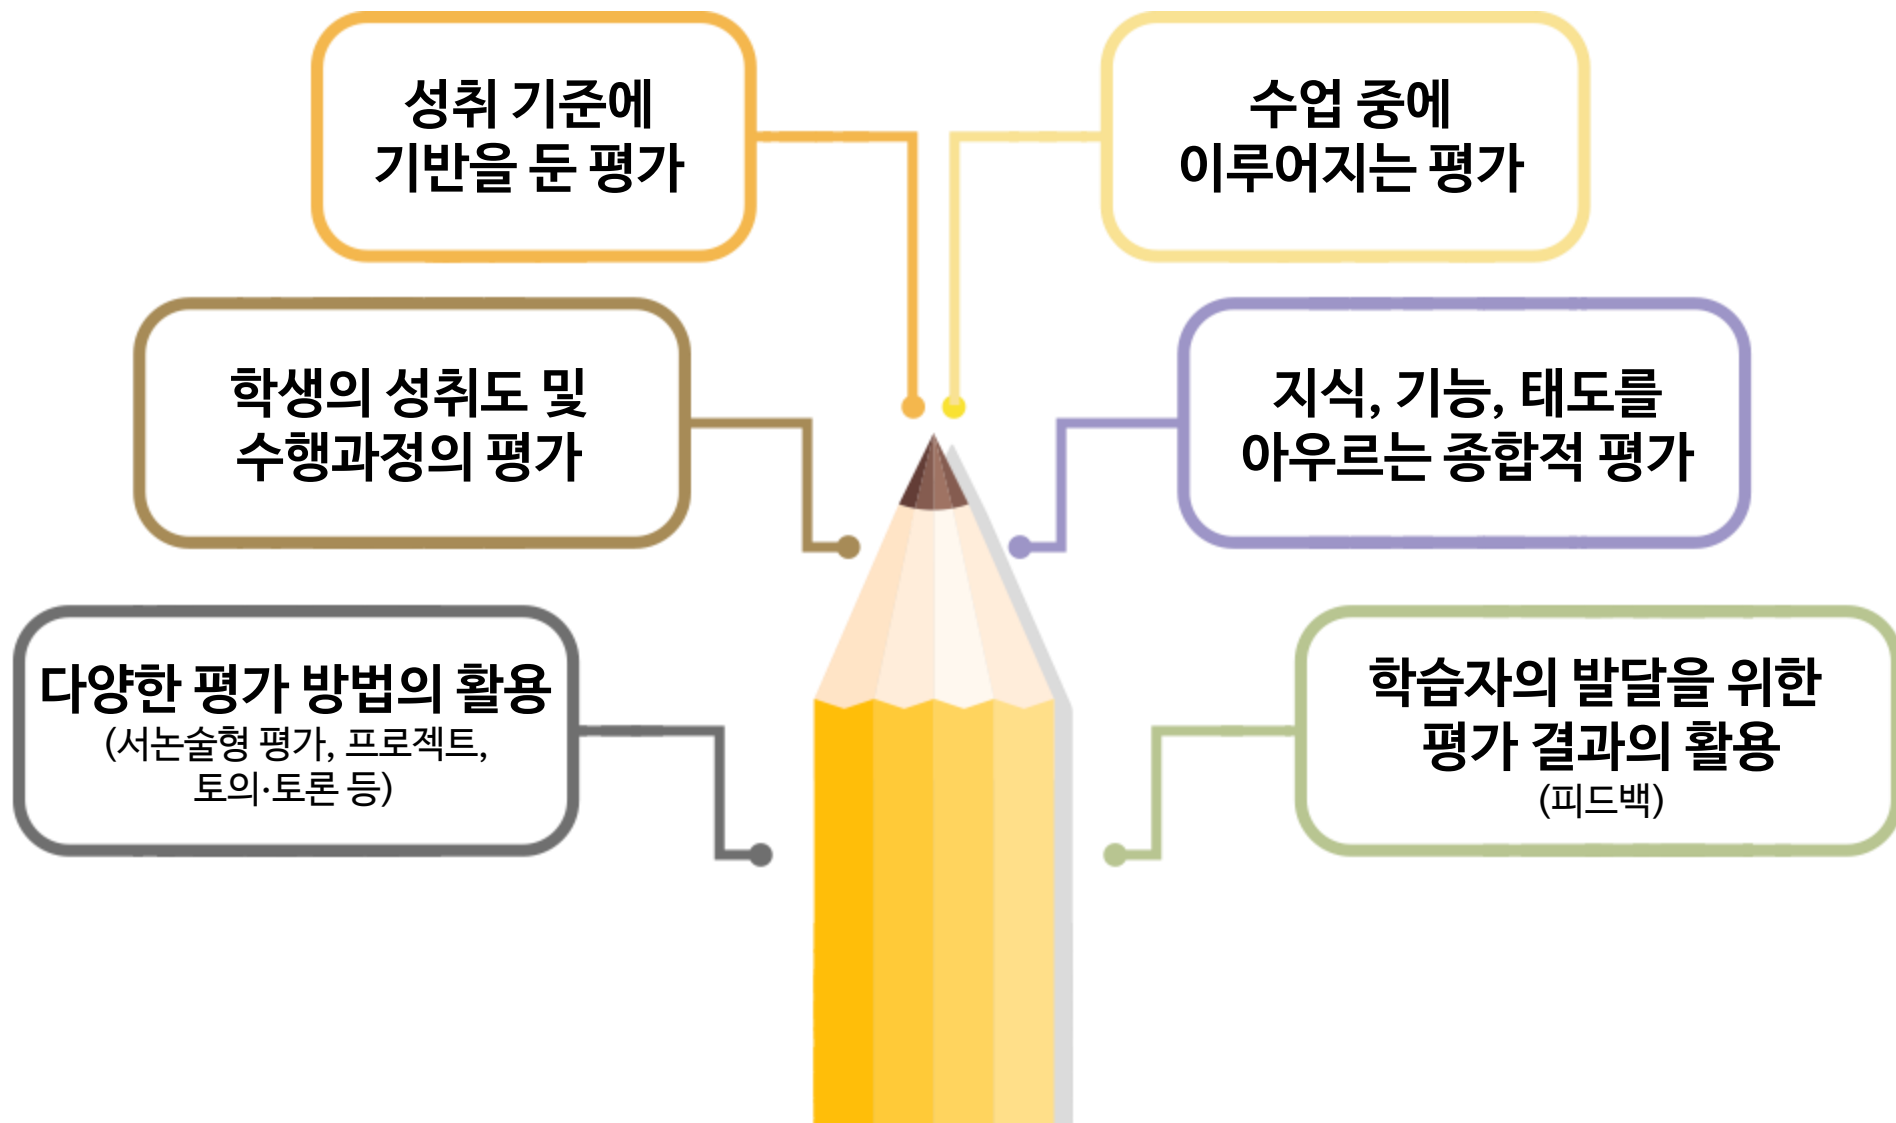 성취 기준에
기반을 둔 평가
수업 중에
이루어지는 평가
학생의 성취도 및
수행과정의 평가
지식, 기능, 태도를
아우르는 종합적 평가
다양한 평가 방법의 활용
(서논술형 평가, 프로젝트,
토의·토론 등)
학습자의 발달을 위한
평가 결과의 활용
(피드백)